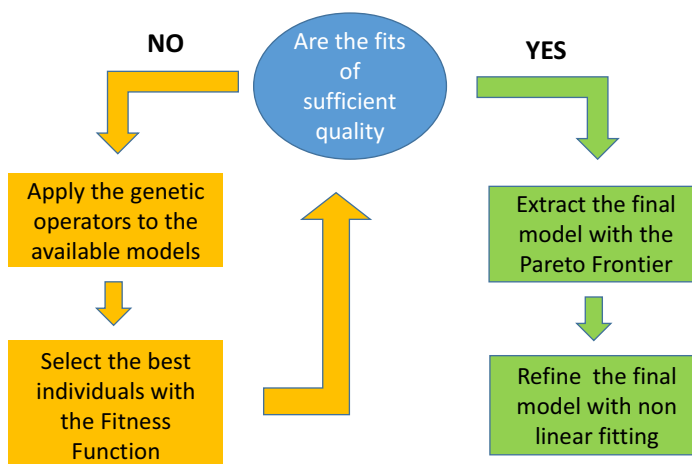 NO
Are the fits
of
sufficient
quality
YES
Apply the genetic
operators to the
available models
Select the best
individuals with
the Fitness
Function
Extract the final
model with the
Pareto Frontier
Refine the final
model with non
linear fitting